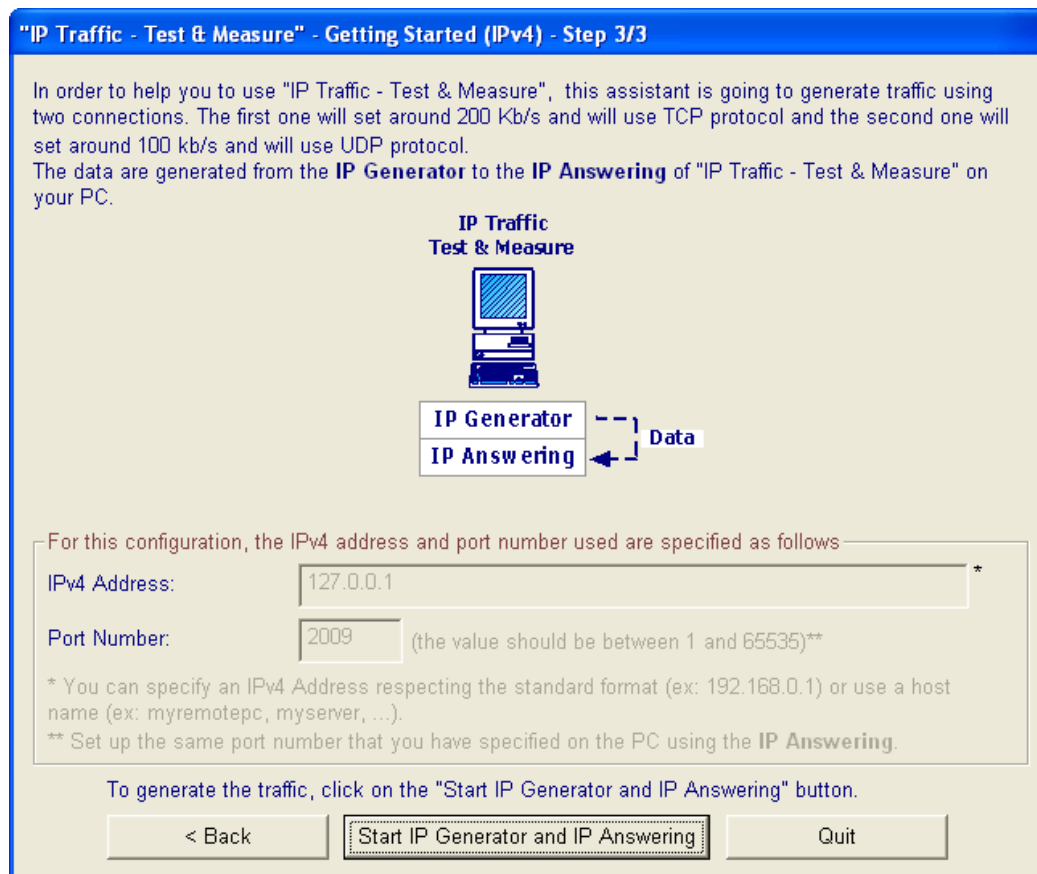 "IP Traffic - Test & Measure" - Getting Started (IPv4) - Step 3/3
In order to help you to use "IP Traffic - Test & Measure",  this assistant is going to generate traffic using
two connections. The first one will set around 200 Kb/s and will use TCP protocol and the second one will
set around 100 kb/s and will use UDP protocol.
The data are generated from the IP Generator to the IP Answering of "IP Traffic - Test & Measure" on
your PC.
IP Traffic
Test & Measure
IP Generator
Data
IP Answering
For this configuration, the IPv4 address and port number used are specified as follows
IPv4 Address: 127.0.0.1 *
Port Number: 2009 (the value should be between 1 and 65535)**
* You can specify an IPv4 Address respecting the standard format (ex: 192.168.0.1) or use a host
name (ex: myremotepc, myserver, ...).
** Set up the same port number that you have specified on the PC using the IP Answering.
To generate the traffic, click on the "Start IP Generator and IP Answering" button.
< Back Start IP Generator and IP Answering Quit